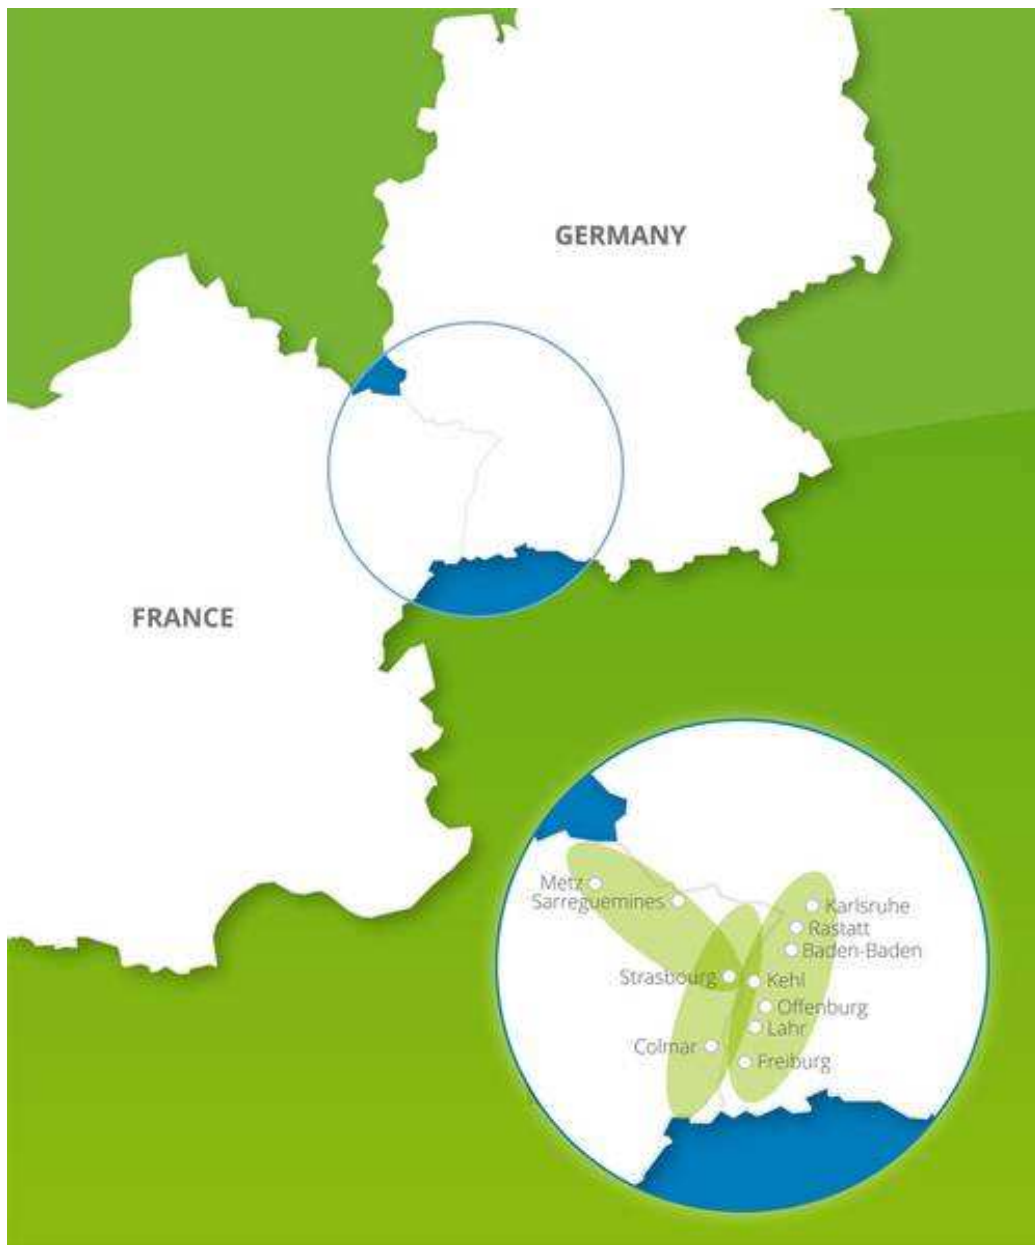 GERMANY
FRANCE
Metz
Sarreguemines
Karlsruhe
Rastatt
Baden-Baden
Strasbourg
Kehl
Offenburg
Lahr
Colmar
Freiburg